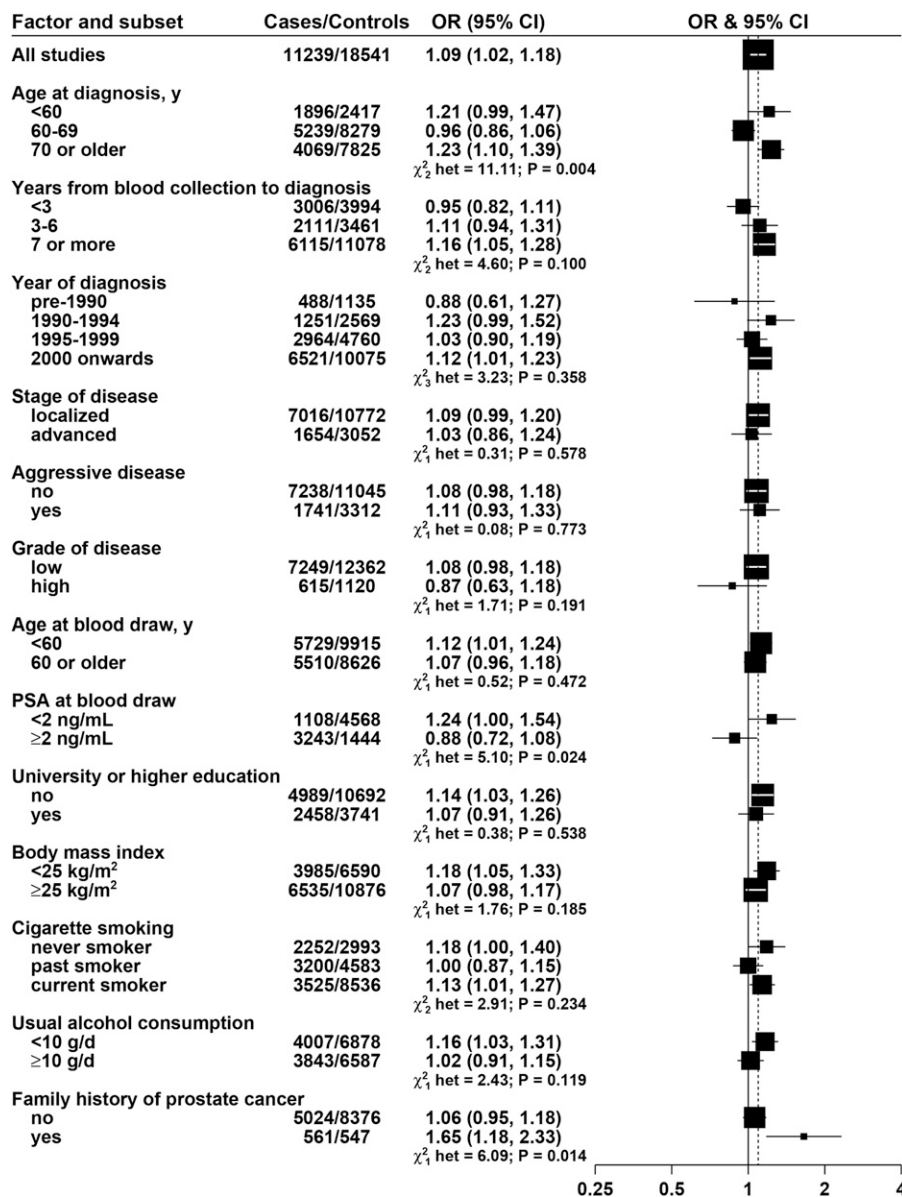 Factor and subset Cases/Controls OR (95% CI) OR & 95% CI
All studies 11239/18541 1.09 (1.02, 1.18)
Age at diagnosis, y
<60 1896/2417 1.21 (0.99, 1.47)
60-69 5239/8279 0.96 (0.86, 1.06)
70 or older 4069/7825 1.23 (1.10, 1.39)
χ²₂ het = 11.11; P = 0.004
Years from blood collection to diagnosis
<3 3006/3994 0.95 (0.82, 1.11)
3-6 2111/3461 1.11 (0.94, 1.31)
7 or more 6115/11078 1.16 (1.05, 1.28)
χ²₂ het = 4.60; P = 0.100
Year of diagnosis
pre-1990 488/1135 0.88 (0.61, 1.27)
1990-1994 1251/2569 1.23 (0.99, 1.52)
1995-1999 2964/4760 1.03 (0.90, 1.19)
2000 onwards 6521/10075 1.12 (1.01, 1.23)
χ²₃ het = 3.23; P = 0.358
Stage of disease
localized 7016/10772 1.09 (0.99, 1.20)
advanced 1654/3052 1.03 (0.86, 1.24)
χ²₁ het = 0.31; P = 0.578
Aggressive disease
no 7238/11045 1.08 (0.98, 1.18)
yes 1741/3312 1.11 (0.93, 1.33)
χ²₁ het = 0.08; P = 0.773
Grade of disease
low 7249/12362 1.08 (0.98, 1.18)
high 615/1120 0.87 (0.63, 1.18)
χ²₁ het = 1.71; P = 0.191
Age at blood draw, y
<60 5729/9915 1.12 (1.01, 1.24)
60 or older 5510/8626 1.07 (0.96, 1.18)
χ²₁ het = 0.52; P = 0.472
PSA at blood draw
<2 ng/mL 1108/4568 1.24 (1.00, 1.54)
≥2 ng/mL 3243/1444 0.88 (0.72, 1.08)
χ²₁ het = 5.10; P = 0.024
University or higher education
no 4989/10692 1.14 (1.03, 1.26)
yes 2458/3741 1.07 (0.91, 1.26)
χ²₁ het = 0.38; P = 0.538
Body mass index
<25 kg/m² 3985/6590 1.18 (1.05, 1.33)
≥25 kg/m² 6535/10876 1.07 (0.98, 1.17)
χ²₁ het = 1.76; P = 0.185
Cigarette smoking
never smoker 2252/2993 1.18 (1.00, 1.40)
past smoker 3200/4583 1.00 (0.87, 1.15)
current smoker 3525/8536 1.13 (1.01, 1.27)
χ²₂ het = 2.91; P = 0.234
Usual alcohol consumption
<10 g/d 4007/6878 1.16 (1.03, 1.31)
≥10 g/d 3843/6587 1.02 (0.91, 1.15)
χ²₁ het = 2.43; P = 0.119
Family history of prostate cancer
no 5024/8376 1.06 (0.95, 1.18)
yes 561/547 1.65 (1.18, 2.33)
χ²₁ het = 6.09; P = 0.014
0.25 0.5 1 2 4